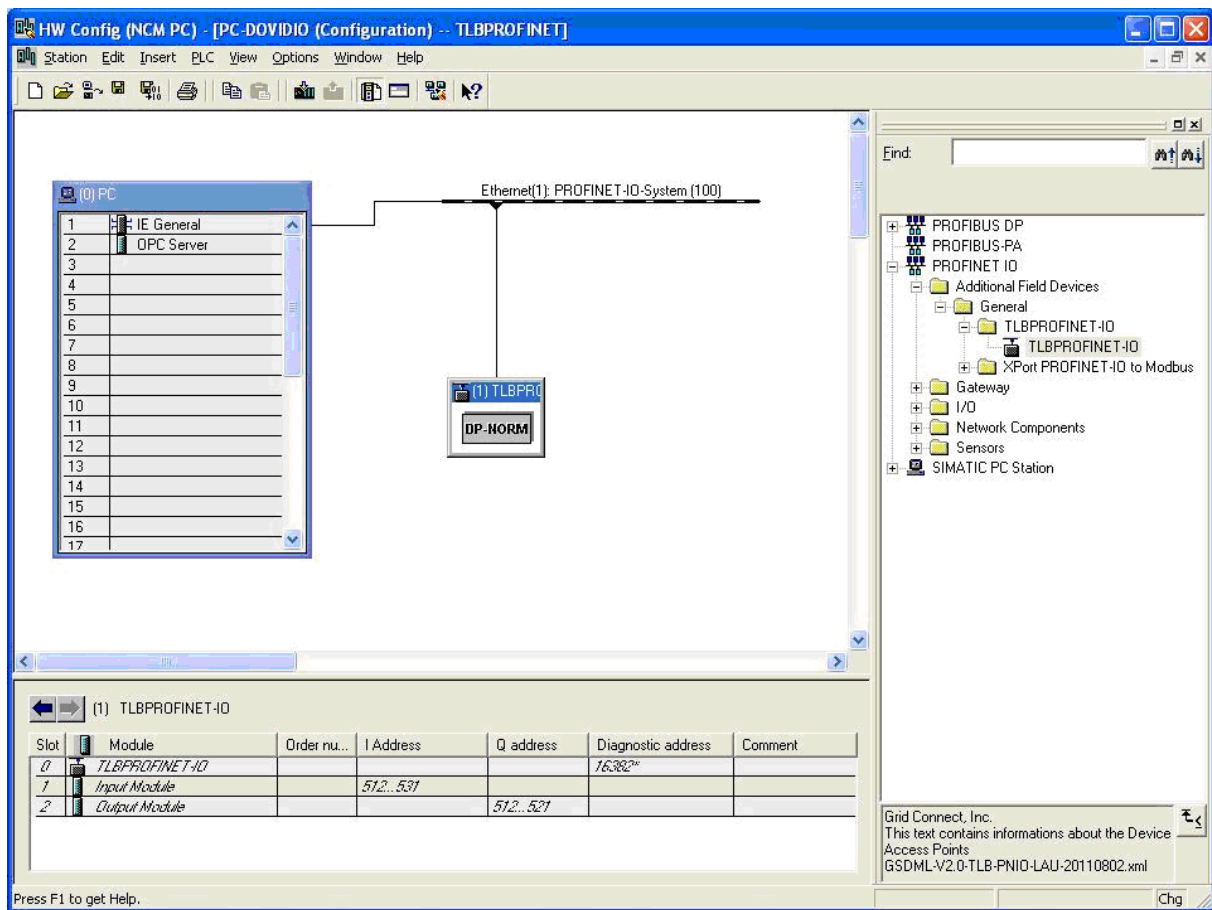 HW Config (NCM PC) - [PC-DOVIDIO (Configuration) -- TLBPROFINET]
Station Edit Insert PLC View Options Window Help
Find:
(0) PC
1 IE General
2 OPC Server
3
4
5
6
7
8
9
10
11
12
13
14
15
16
17
Ethernet(1): PROFINET-IO-System (100)
(1) TLBPRO
DP-NORM
PROFIBUS DP
PROFIBUS-PA
PROFINET IO
Additional Field Devices
General
TLBPROFINET-IO
TLBPROFINET-IO
XPort PROFINET-IO to Modbus
Gateway
I/O
Network Components
Sensors
SIMATIC PC Station
(1) TLBPROFINET-IO
Slot Module Order nu... I Address Q address Diagnostic address Comment
0 TLBPROFINET-IO 16382*
1 Input Module 512...531
2 Output Module 512...521
Grid Connect, Inc.
This text contains informations about the Device
Access Points
GSDML-V2.0-TLB-PNIO-LAU-20110802.xml
Press F1 to get Help.
Chg